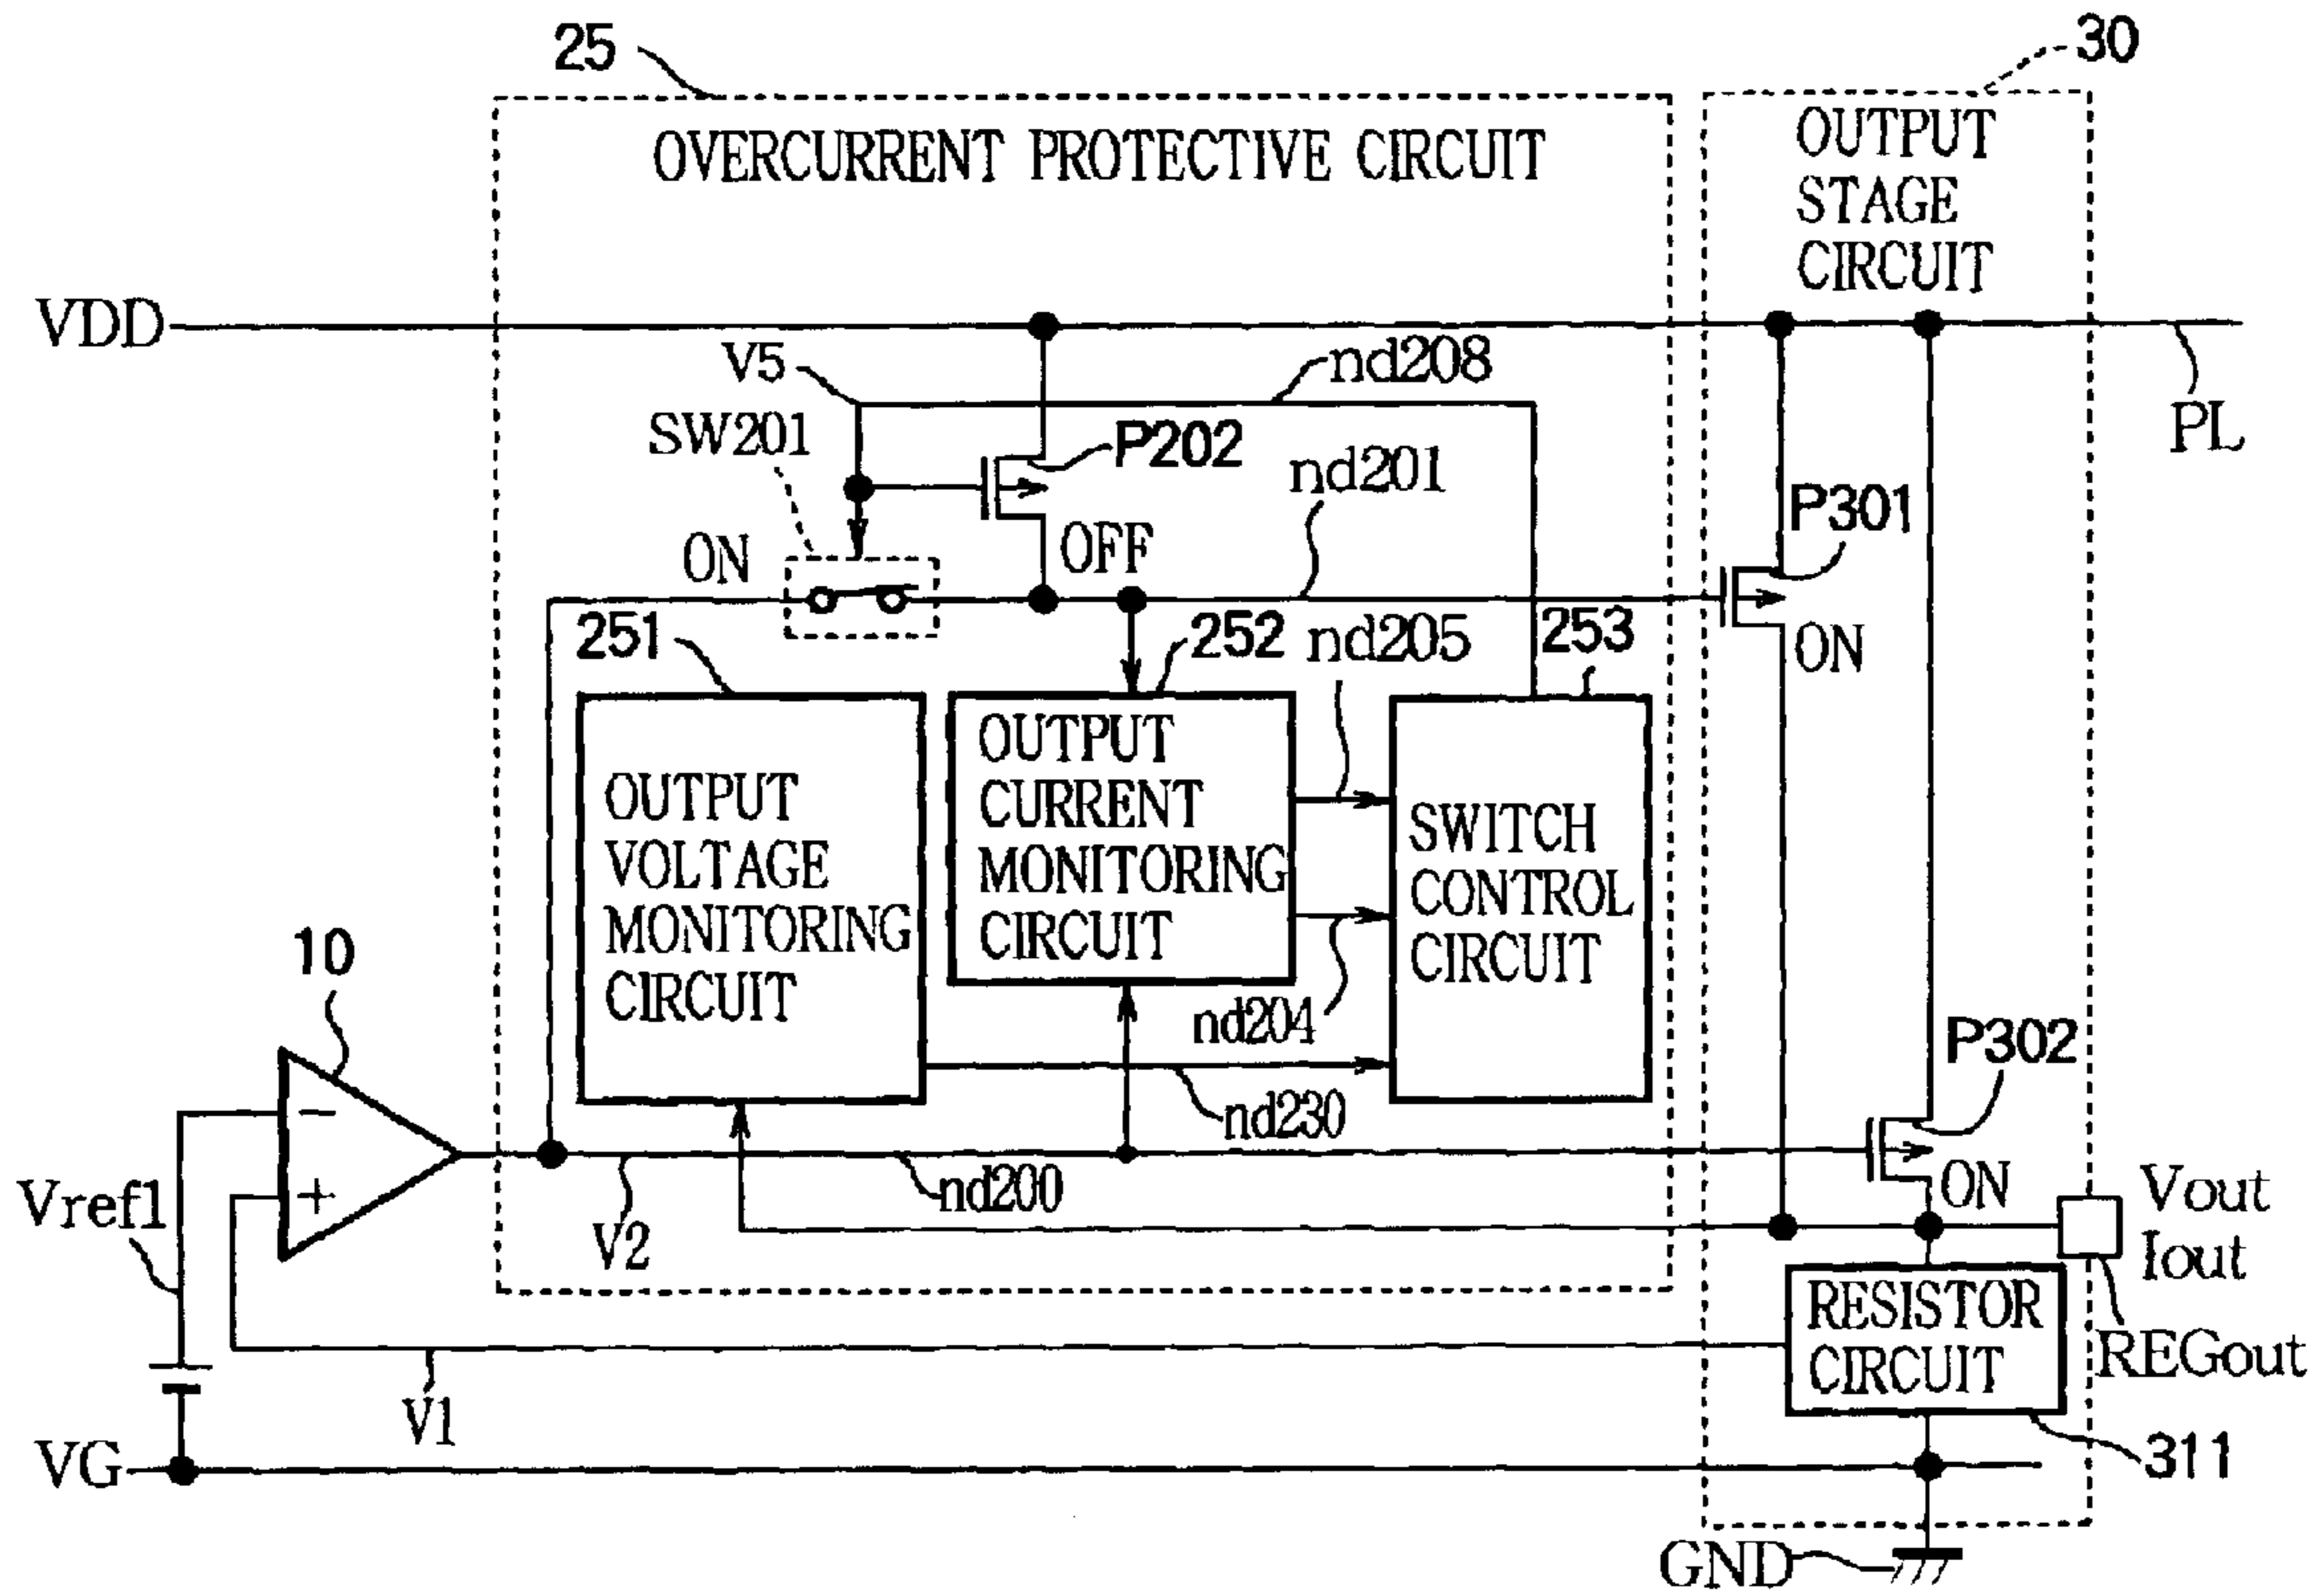 25
30
OVERCURRENT PROTECTIVE CIRCUIT
OUTPUT
STAGE
CIRCUIT
VDD
V5
nd208
PL
SW201
P202
nd201
P301
ON
OFF
ON
251
252
nd205
253
OUTPUT
VOLTAGE
MONITORING
CIRCUIT
OUTPUT
CURRENT
MONITORING
CIRCUIT
SWITCH
CONTROL
CIRCUIT
10
nd204
P302
nd230
−
+
Vref1
nd200
V2
ON
Vout
Iout
RESISTOR
CIRCUIT
REGout
V1
VG
311
GND